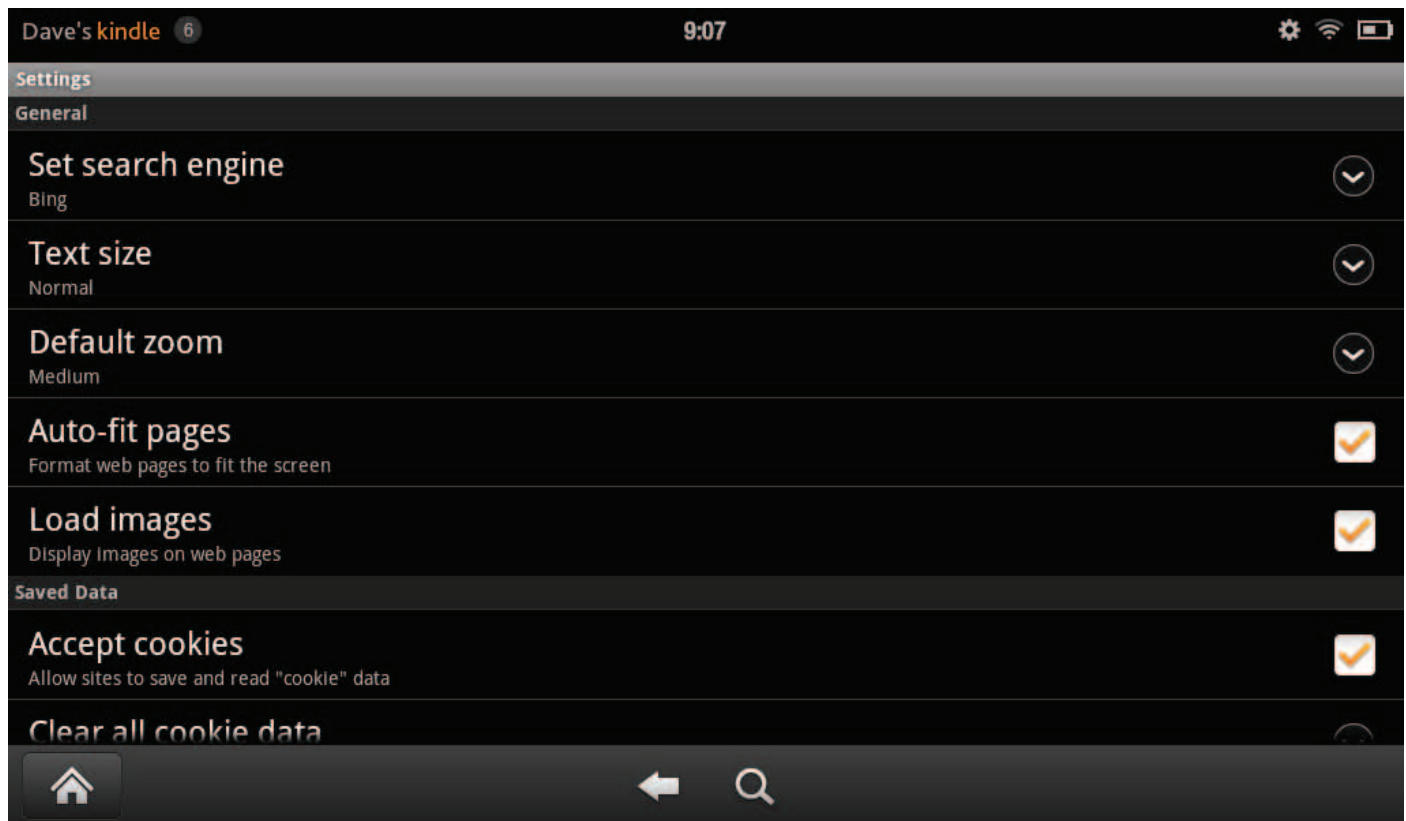 Dave's kindle 6
9:07
Settings
General
Set search engine
Bing
Text size
Normal
Default zoom
Medium
Auto-fit pages
Format web pages to fit the screen
Load images
Display images on web pages
Saved Data
Accept cookies
Allow sites to save and read "cookie" data
Clear all cookie data